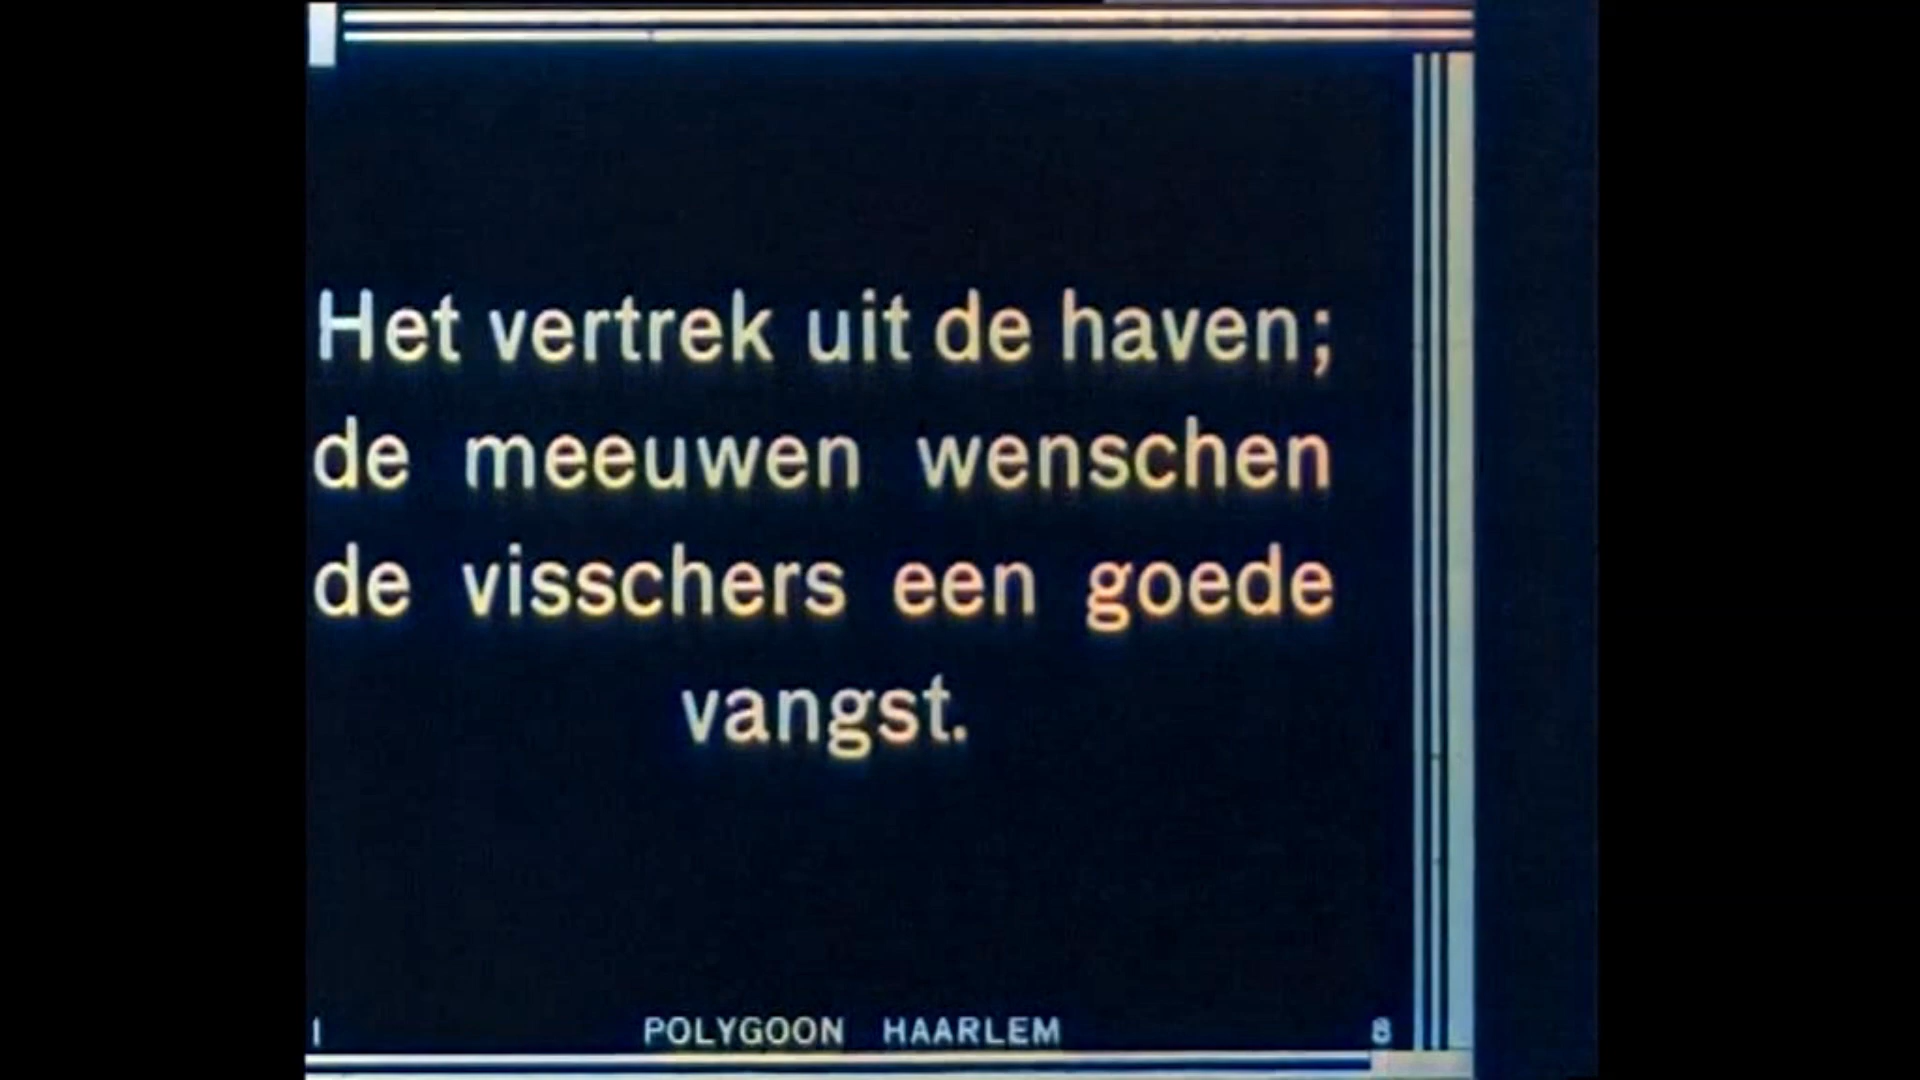 Het vertrek uit de haven;
de meeuwen wenschen
de visschers een goede
vangst.
I POLYGOON HAARLEM 8